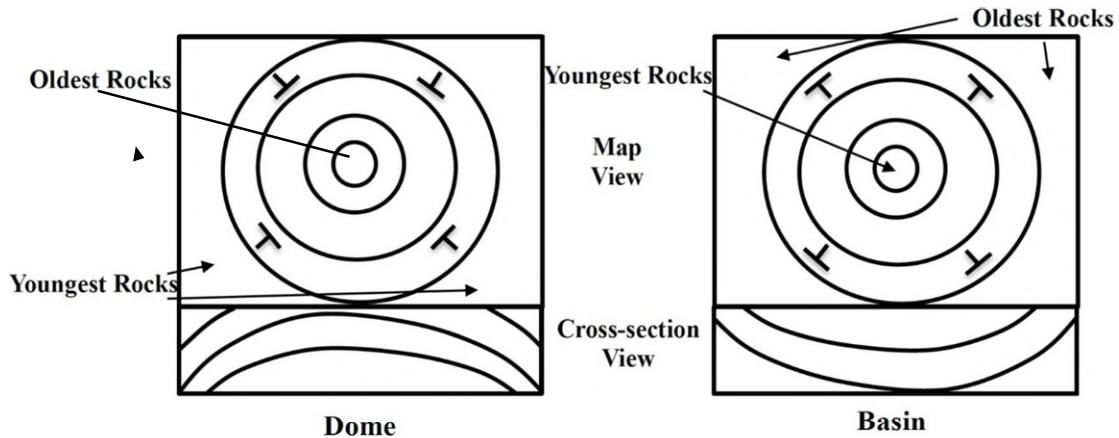 Oldest Rocks
Youngest Rocks
Dome
Map
View
Cross-section
View
Oldest Rocks
Youngest Rocks
Basin